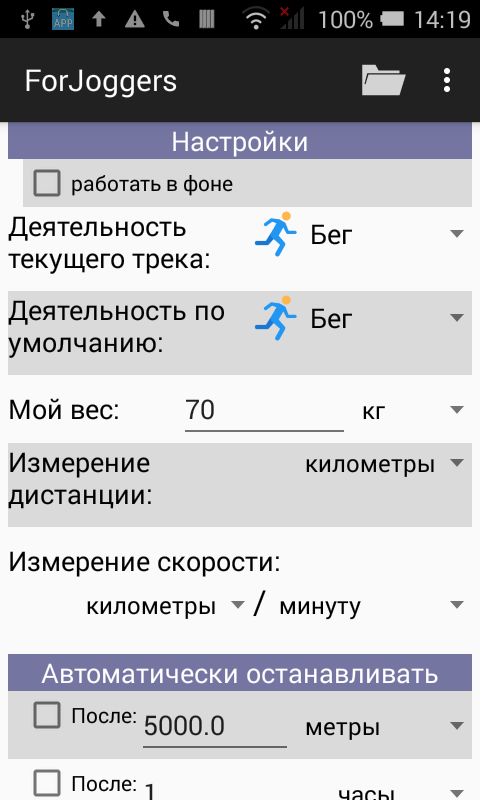 APP 100% 14:19
ForJoggers
Настройки
работать в фоне
Деятельность
текущего трека:
Бег
Деятельность по
умолчанию:
Бег
Мой вес: 70 кг
Измерение
дистанции:
километры
Измерение скорости:
километры / минуту
Автоматически останавливать
После: 5000.0 метры
После: 1 часы